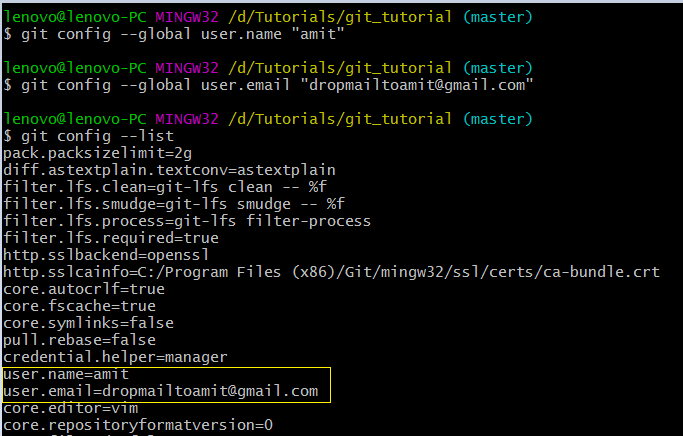 lenovo@lenovo-PC MINGW32 /d/Tutorials/git_tutorial (master)
$ git config --global user.name "amit"
lenovo@lenovo-PC MINGW32 /d/Tutorials/git_tutorial (master)
$ git config --global user.email "dropmailtoamit@gmail.com"
lenovo@lenovo-PC MINGW32 /d/Tutorials/git_tutorial (master)
$ git config --list
pack.packsizelimit=2g
diff.astextplain.textconv=astextplain
filter.lfs.clean=git-lfs clean -- %f
filter.lfs.smudge=git-lfs smudge -- %f
filter.lfs.process=git-lfs filter-process
filter.lfs.required=true
http.sslbackend=openssl
http.sslcainfo=C:/Program Files (x86)/Git/mingw32/ssl/certs/ca-bundle.crt
core.autocrlf=true
core.fscache=true
core.symlinks=false
pull.rebase=false
credential.helper=manager
user.name=amit
user.email=dropmailtoamit@gmail.com
core.editor=vim
core.repositoryformatversion=0